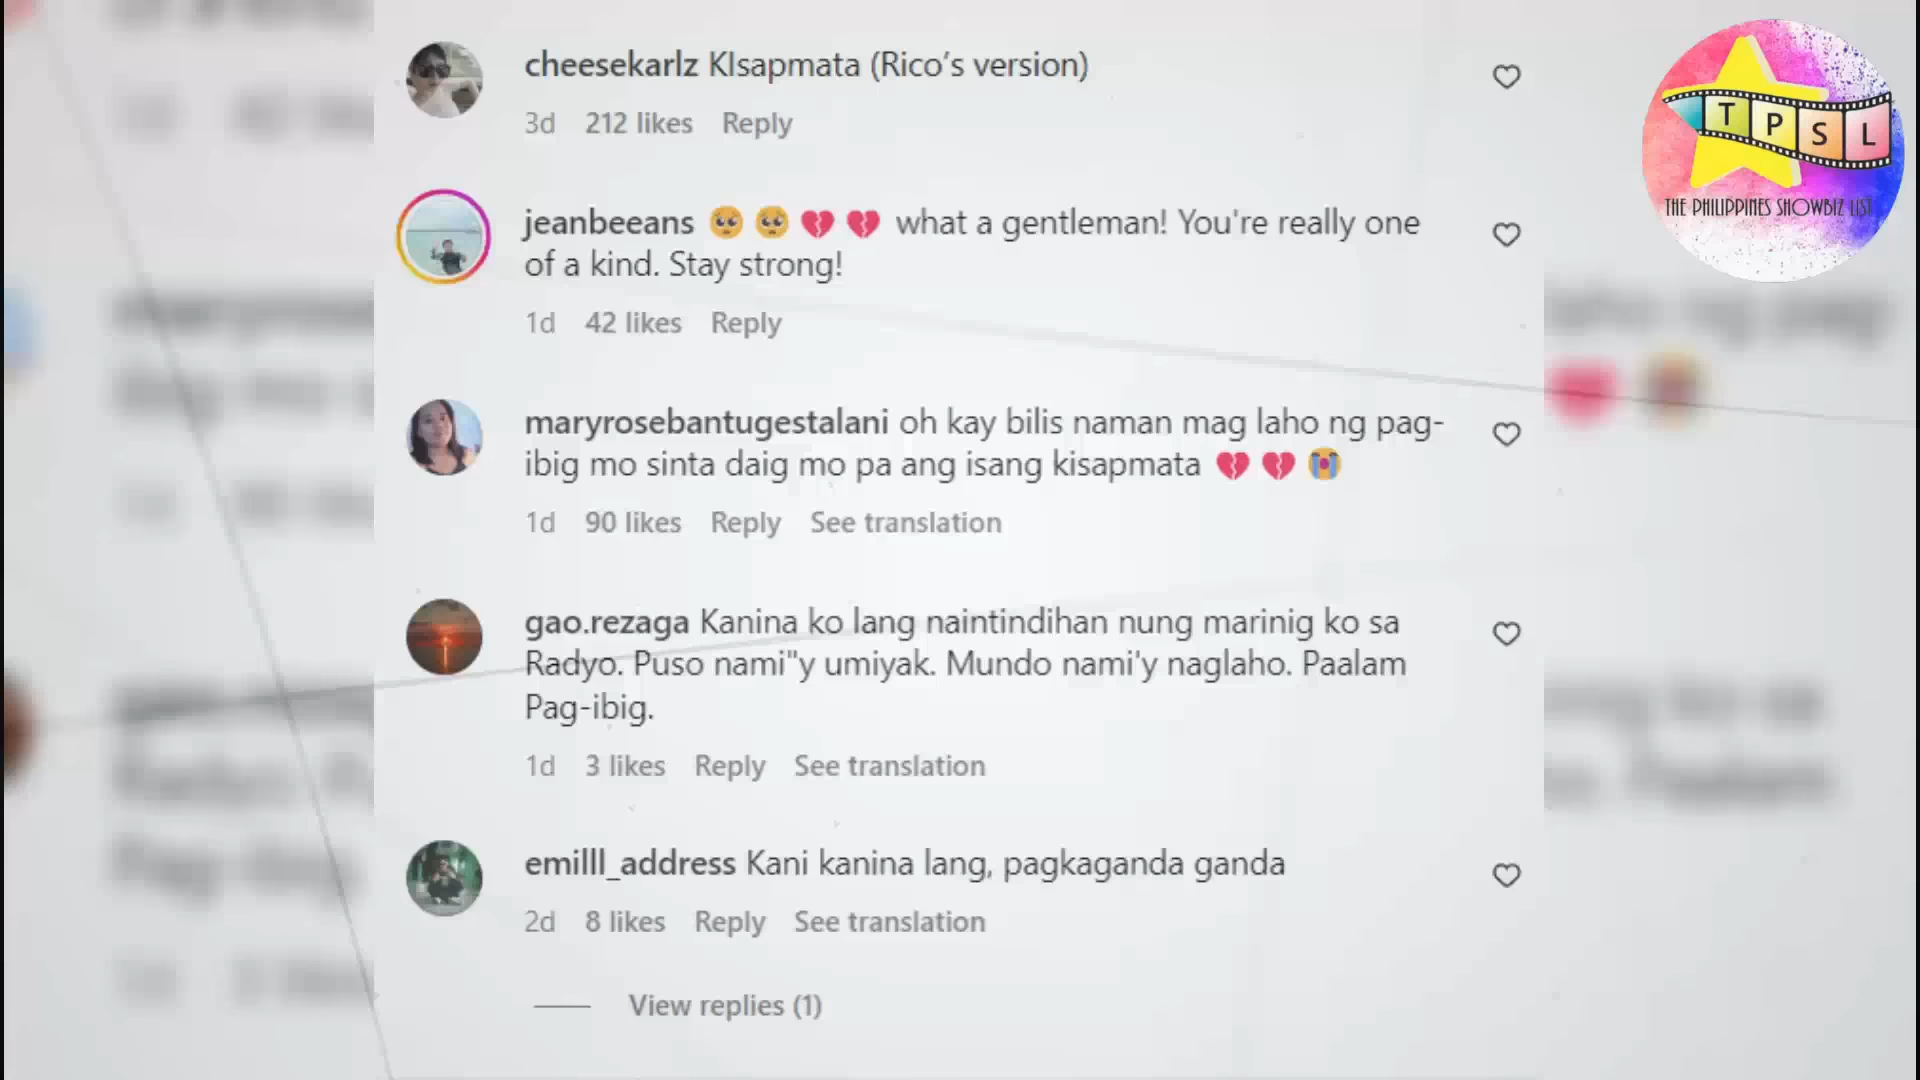 cheesekarlz KIsapmata (Rico's version)
3d 212 likes Reply
T P S L
THE PHILIPPINES SHOWBIZ LIST
jeanbeeans 🥺 🥺 💔 💔 what a gentleman! You're really one
of a kind. Stay strong!
1d 42 likes Reply
maryrosebantugestalani oh kay bilis naman mag laho ng pag-
ibig mo sinta daig mo pa ang isang kisapmata 💔 💔 😭
1d 90 likes Reply See translation
gao.rezaga Kanina ko lang naintindihan nung marinig ko sa
Radyo. Puso nami"y umiyak. Mundo nami'y naglaho. Paalam
Pag-ibig.
1d 3 likes Reply See translation
emilll_address Kani kanina lang, pagkaganda ganda
2d 8 likes Reply See translation
View replies (1)